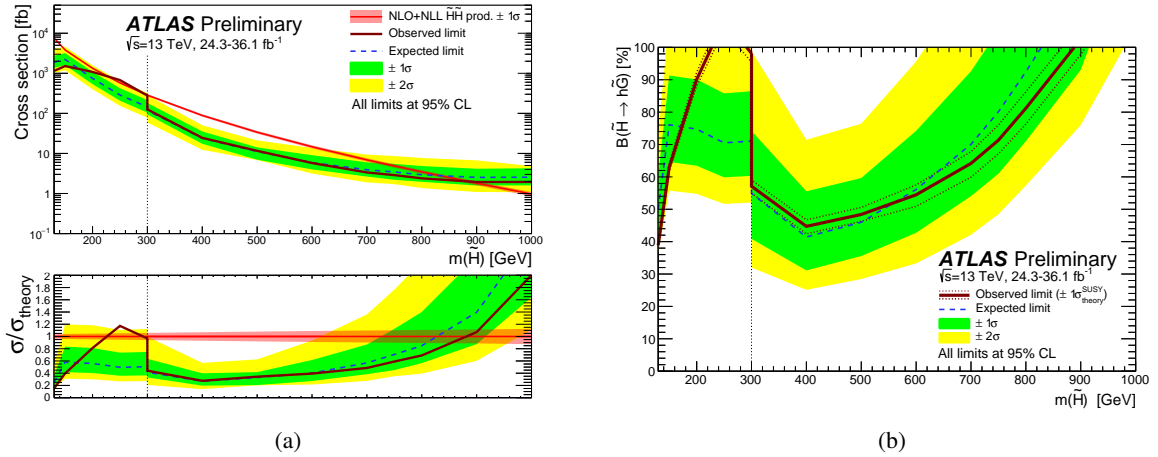 Cross section [fb]
10⁴
10³
10²
10
1
10⁻¹
ATLAS Preliminary
√s=13 TeV, 24.3-36.1 fb⁻¹
NLO+NLL H̃H̃ prod. ± 1σ
Observed limit
Expected limit
± 1σ
± 2σ
All limits at 95% CL
200 300 400 500 600 700 800 900 1000
m(H̃) [GeV]
σ/σtheory
2
1.8
1.6
1.4
1.2
1
0.8
0.6
0.4
0.2
(a)
B(H̃ → hG̃) [%]
100
90
80
70
60
50
40
30
20
10
0
ATLAS Preliminary
√s=13 TeV, 24.3-36.1 fb⁻¹
Observed limit (± 1σ SUSY theory)
Expected limit
± 1σ
± 2σ
All limits at 95% CL
200 300 400 500 600 700 800 900 1000
m(H̃) [GeV]
(b)